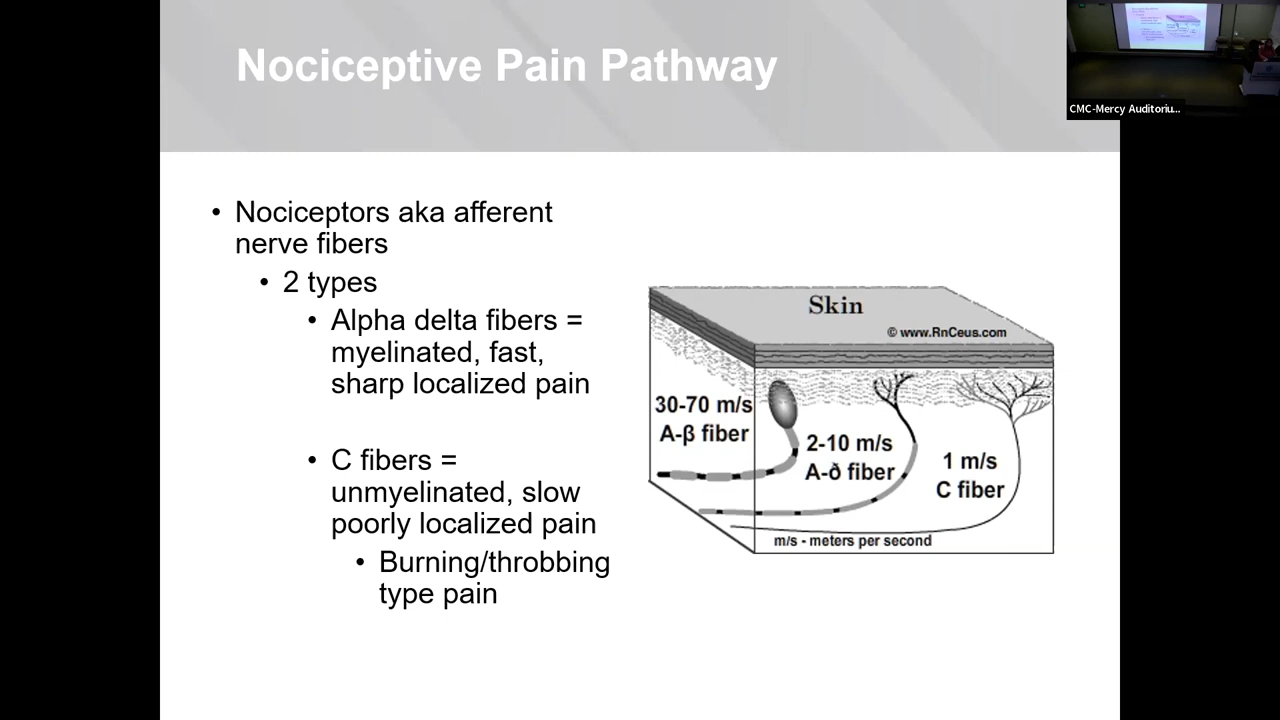 Nociceptive Pain Pathway
CMC-Mercy Auditoriu...
• Nociceptors aka afferent
nerve fibers
• 2 types
• Alpha delta fibers =
myelinated, fast,
sharp localized pain
• C fibers =
unmyelinated, slow
poorly localized pain
• Burning/throbbing
type pain
Skin
© www.RnCeus.com
30-70 m/s
A-β fiber
2-10 m/s
A-ð fiber
1 m/s
C fiber
m/s - meters per second